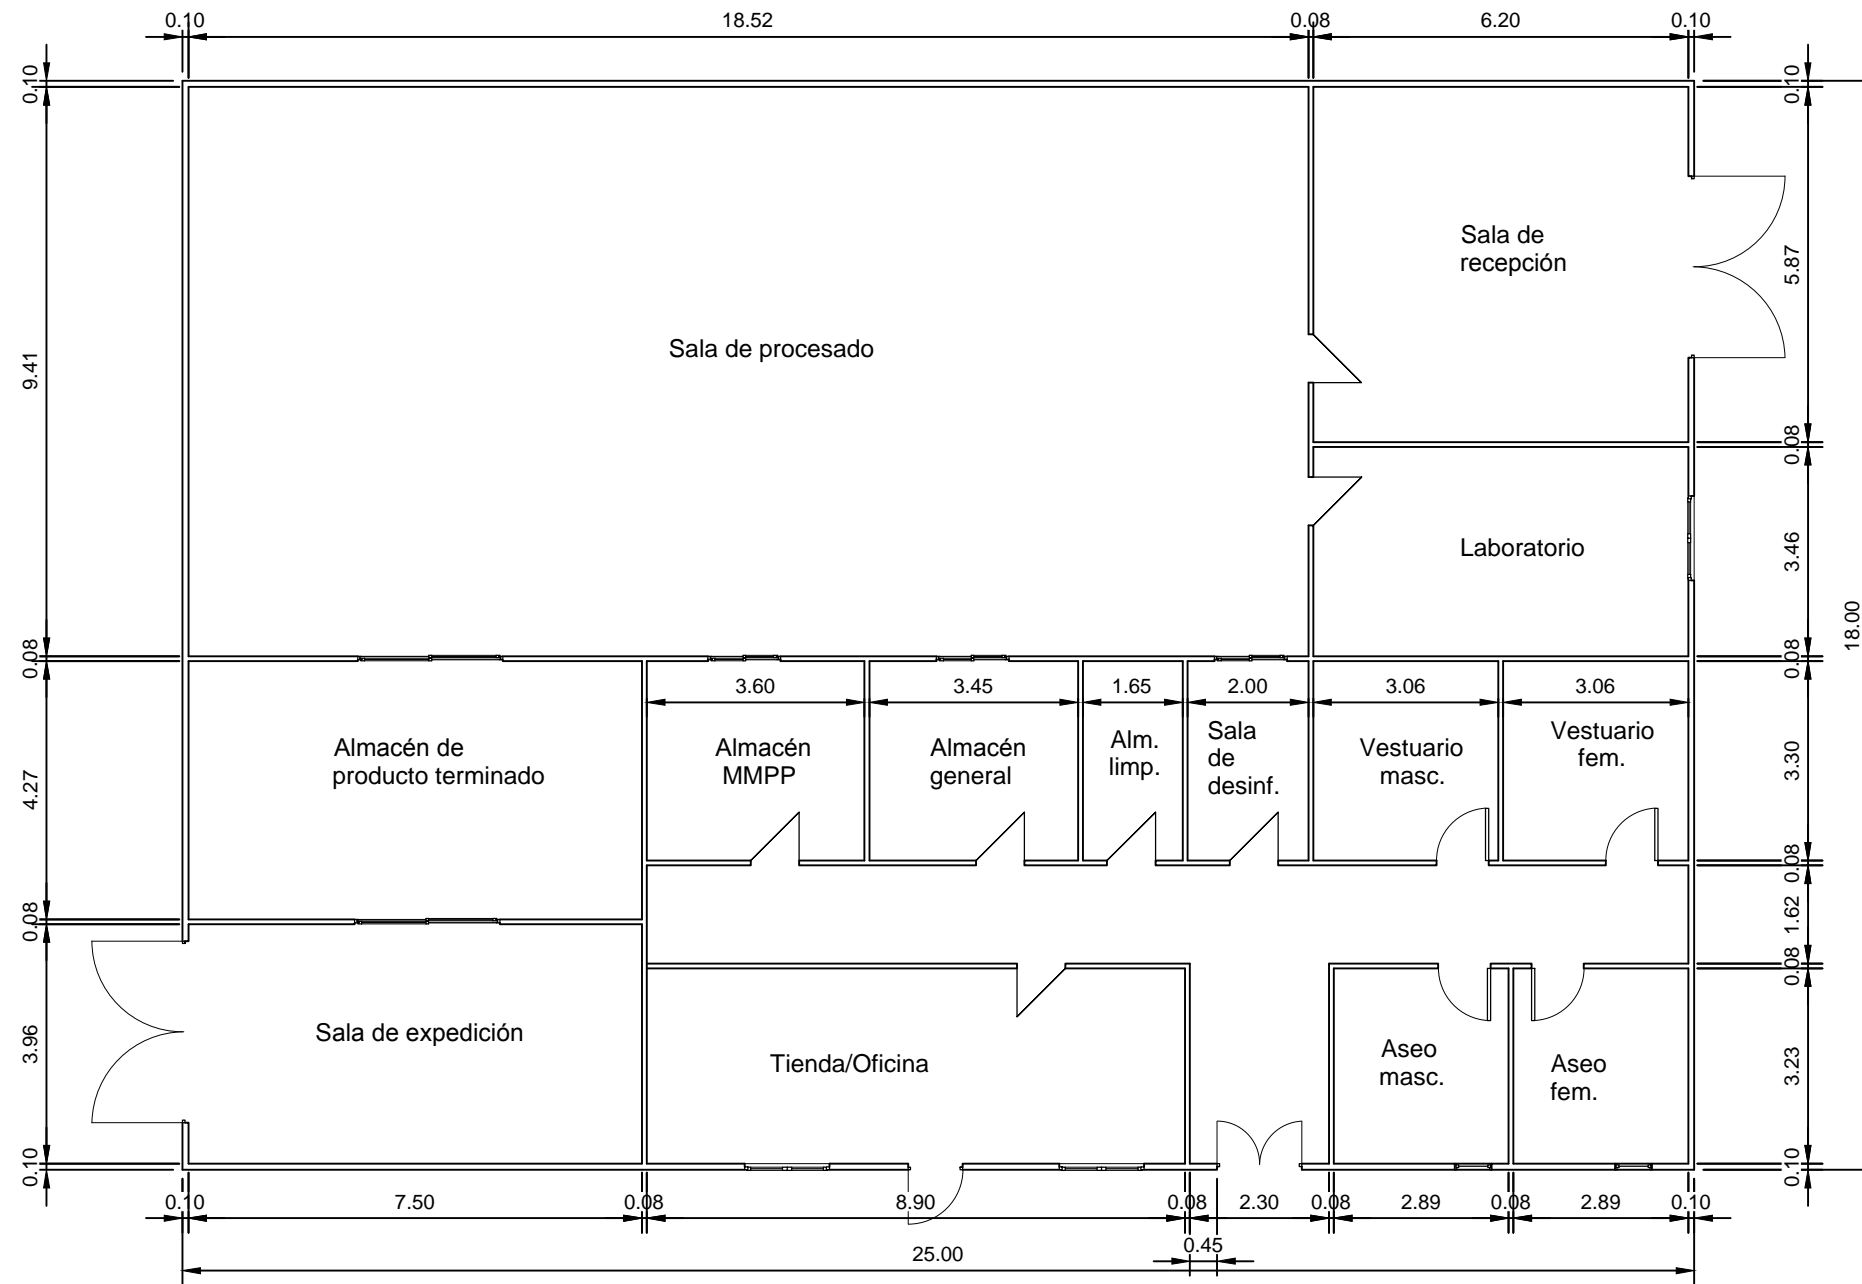 0.10 18.52 0.08 6.20 0.10
0.10
0.10
Sala de
recepción
5.87
Sala de procesado
9.41
0.08
Laboratorio
3.46
18.00
0.08
0.08
3.60 3.45 1.65 2.00 3.06 3.06
Almacén de
producto terminado
Almacén
MMPP
Almacén
general
Alm.
limp.
Sala
de
desinf.
Vestuario
masc.
Vestuario
fem.
4.27
3.30
0.08
0.08
1.62
0.08
Sala de expedición
3.96
Tienda/Oficina
Aseo
masc.
Aseo
fem.
3.23
0.10
0.10
0.10 7.50 0.08 8.90 0.08 2.30 0.08 2.89 0.08 2.89 0.10
25.00 0.45